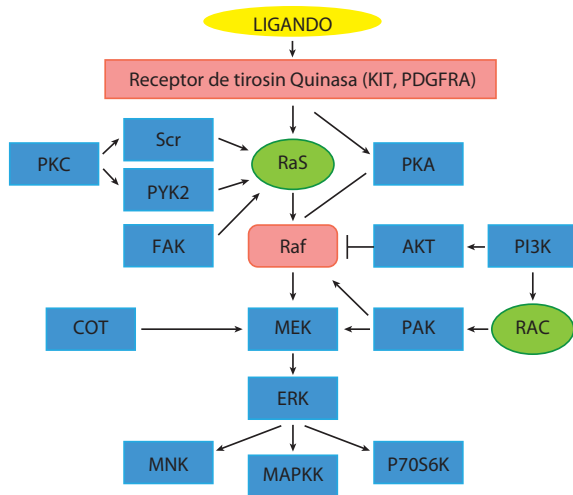 LIGANDO
Receptor de tirosin Quinasa (KIT, PDGFRA)
Scr
PKC
RaS
PKA
PYK2
FAK
Raf
AKT
PI3K
COT
MEK
PAK
RAC
ERK
MNK
MAPKK
P70S6K